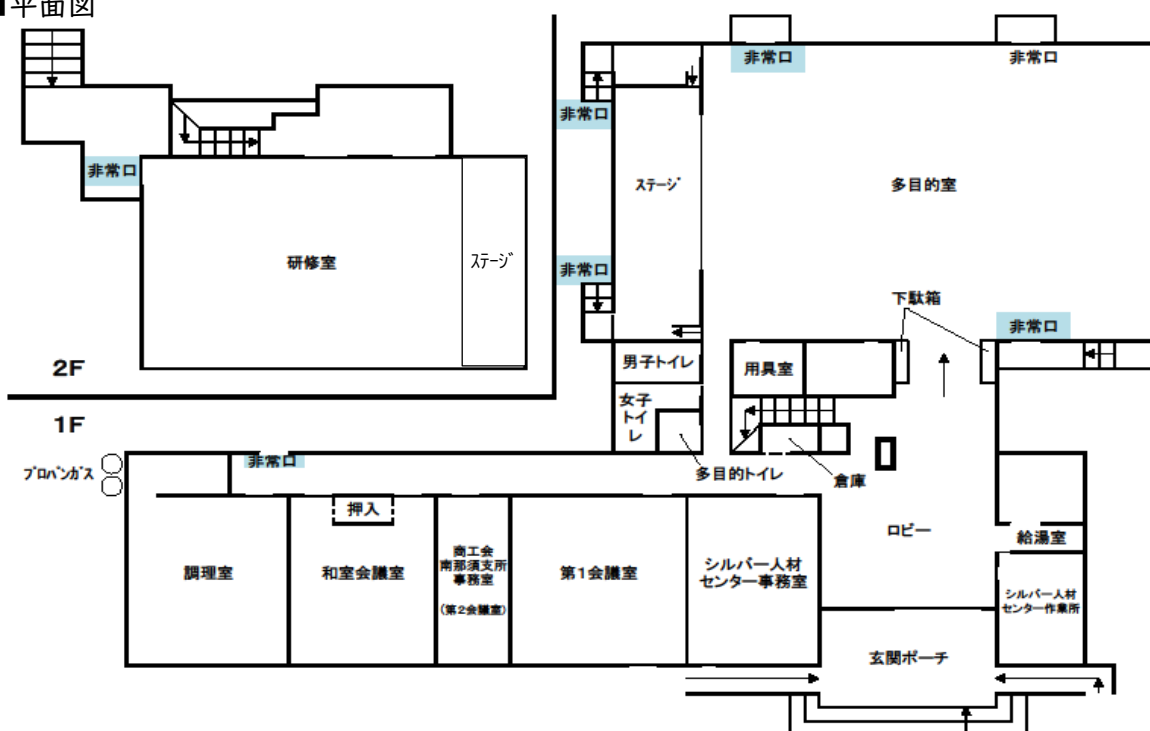 平面図
非常口
非常口
非常口
ステージ
多目的室
非常口
研修室
ステージ
非常口
下駄箱
非常口
2F
男子トイレ
用具室
女子
トイ
レ
1F
プロパンガス
非常口
多目的トイレ
倉庫
押入
ロビー
給湯室
調理室
和室会議室
商工会
南那須支所
事務室
(第2会議室)
第1会議室
シルバー人材
センター事務室
シルバー人材
センター作業所
玄関ポーチ